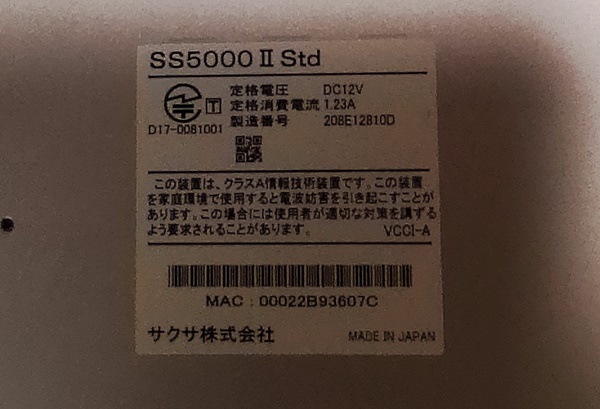 SS5000ⅡStd
定格電圧 DC12V
定格消費電流 1.23A
製造番号 208E12810D
T
D17-0081001
この装置は、クラスA情報技術装置です。この装置
を家庭環境で使用すると電波妨害を引き起こすことが
あります。この場合には使用者が適切な対策を講ずる
よう要求されることがあります。 VCCI-A
MAC : 00022B93607C
サクサ株式会社 MADE IN JAPAN